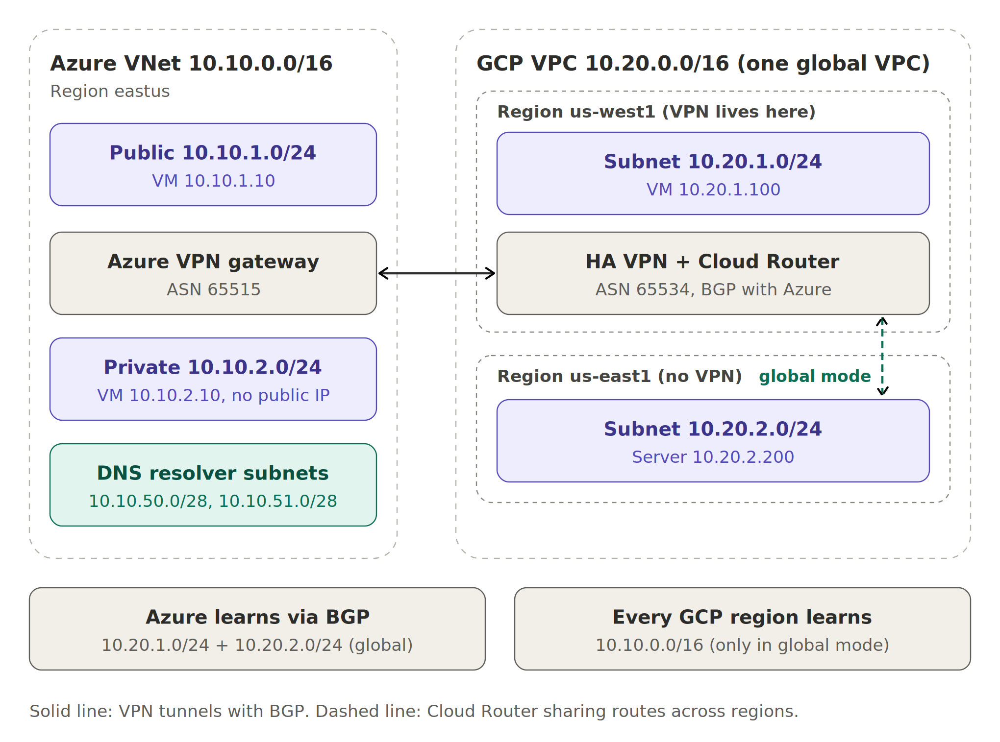 Azure VNet 10.10.0.0/16
Region eastus
Public 10.10.1.0/24
VM 10.10.1.10
Azure VPN gateway
ASN 65515
Private 10.10.2.0/24
VM 10.10.2.10, no public IP
DNS resolver subnets
10.10.50.0/28, 10.10.51.0/28
GCP VPC 10.20.0.0/16 (one global VPC)
Region us-west1 (VPN lives here)
Subnet 10.20.1.0/24
VM 10.20.1.100
HA VPN + Cloud Router
ASN 65534, BGP with Azure
Region us-east1 (no VPN) global mode
Subnet 10.20.2.0/24
Server 10.20.2.200
Azure learns via BGP
10.20.1.0/24 + 10.20.2.0/24 (global)
Every GCP region learns
10.10.0.0/16 (only in global mode)
Solid line: VPN tunnels with BGP. Dashed line: Cloud Router sharing routes across regions.